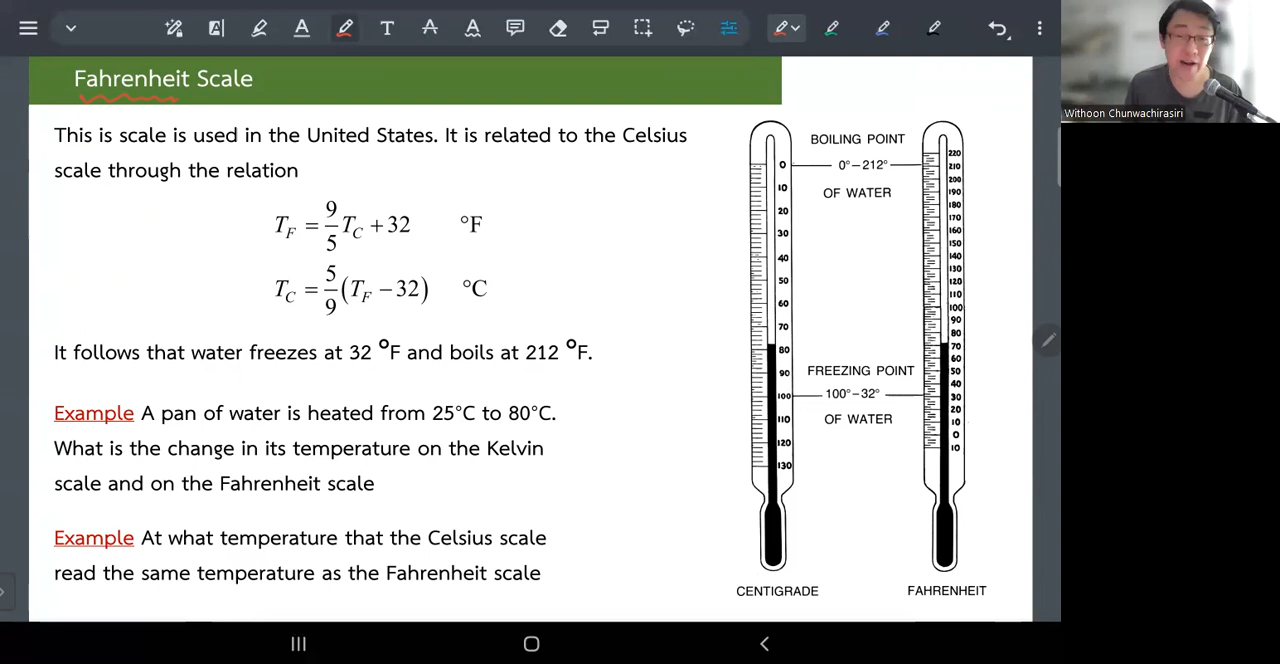 Withoon Chunwachirasiri
Fahrenheit Scale
This is scale is used in the United States. It is related to the Celsius
scale through the relation
T_F = 9/5 T_C + 32 °F
T_C = 5/9 (T_F − 32) °C
It follows that water freezes at 32 °F and boils at 212 °F.
Example A pan of water is heated from 25°C to 80°C.
What is the change in its temperature on the Kelvin
scale and on the Fahrenheit scale
Example At what temperature that the Celsius scale
read the same temperature as the Fahrenheit scale
BOILING POINT
0°–212°
OF WATER
FREEZING POINT
100°–32°
OF WATER
0
10
20
30
40
50
60
70
80
90
100
110
120
130
220
210
200
190
180
170
160
150
140
130
120
110
100
90
80
70
60
50
40
30
20
10
0
10
CENTIGRADE
FAHRENHEIT